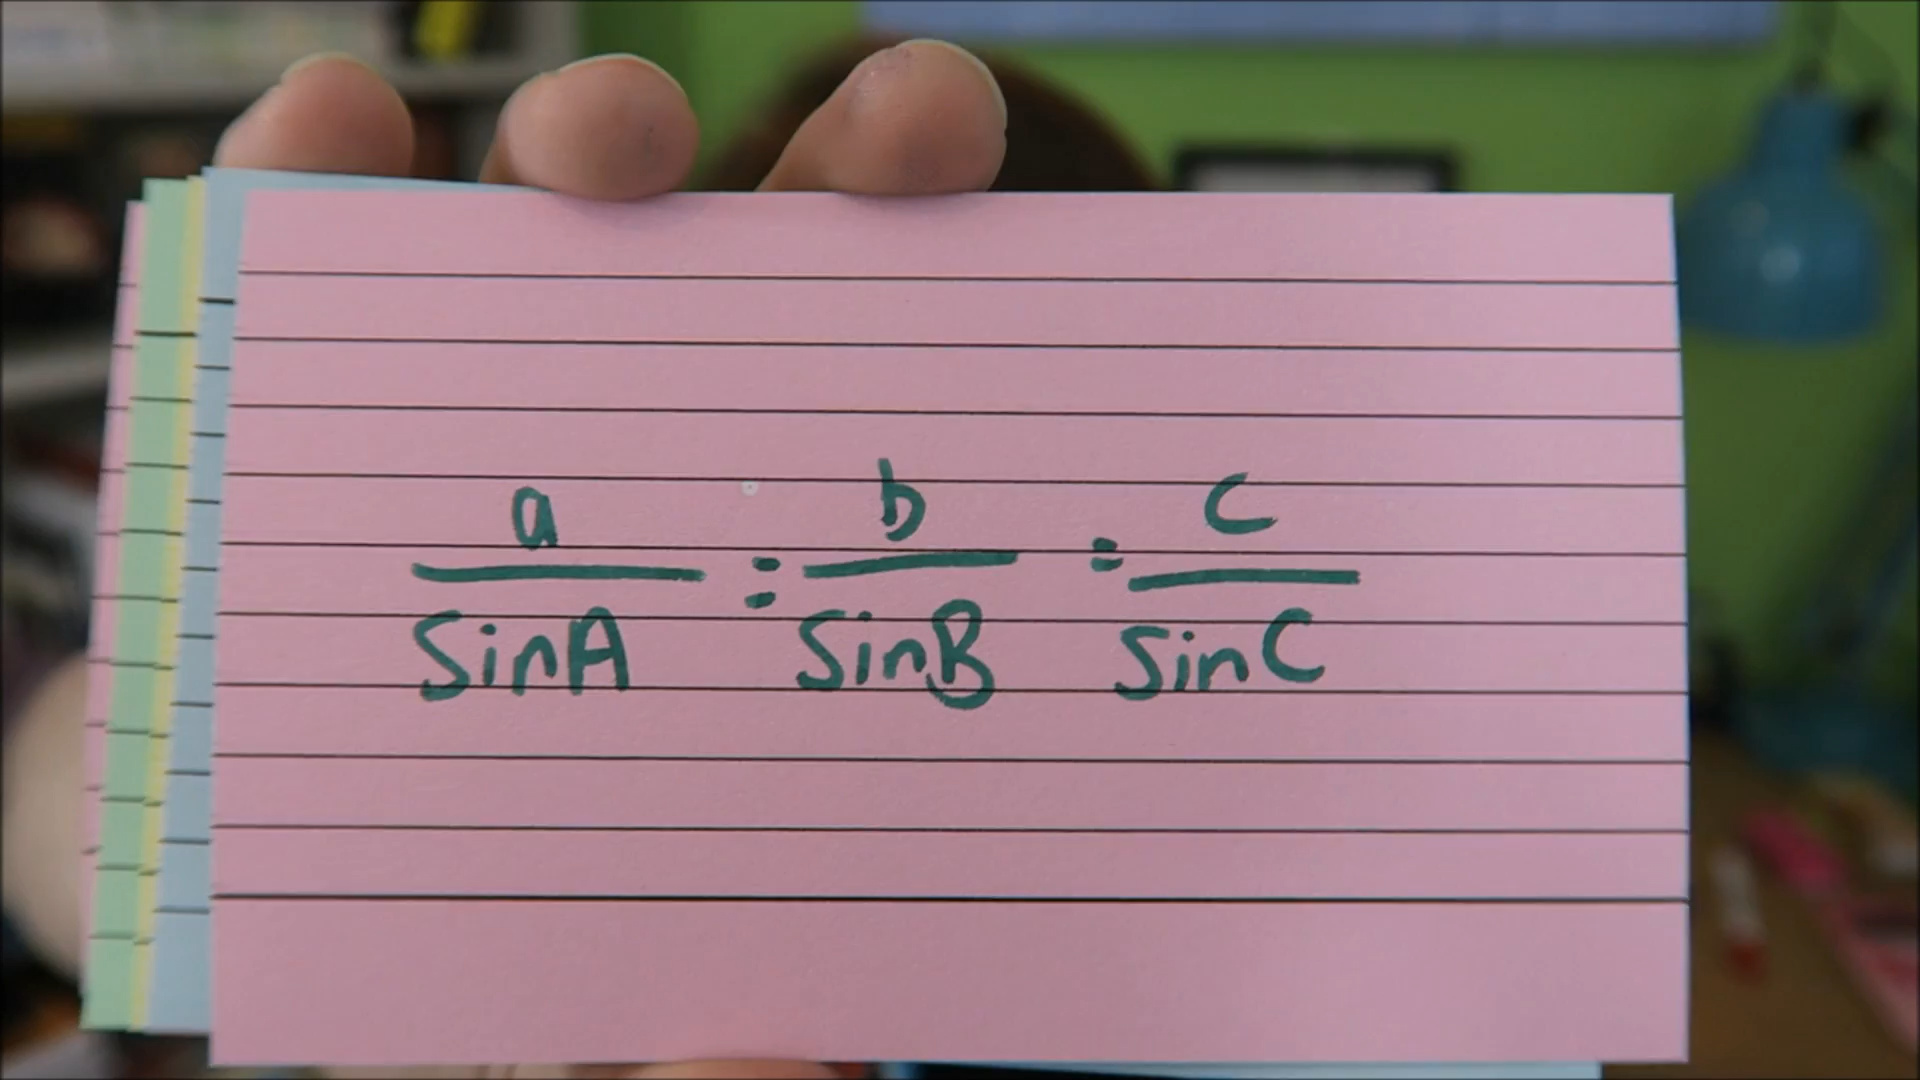 a b c
SinA = SinB = SinC